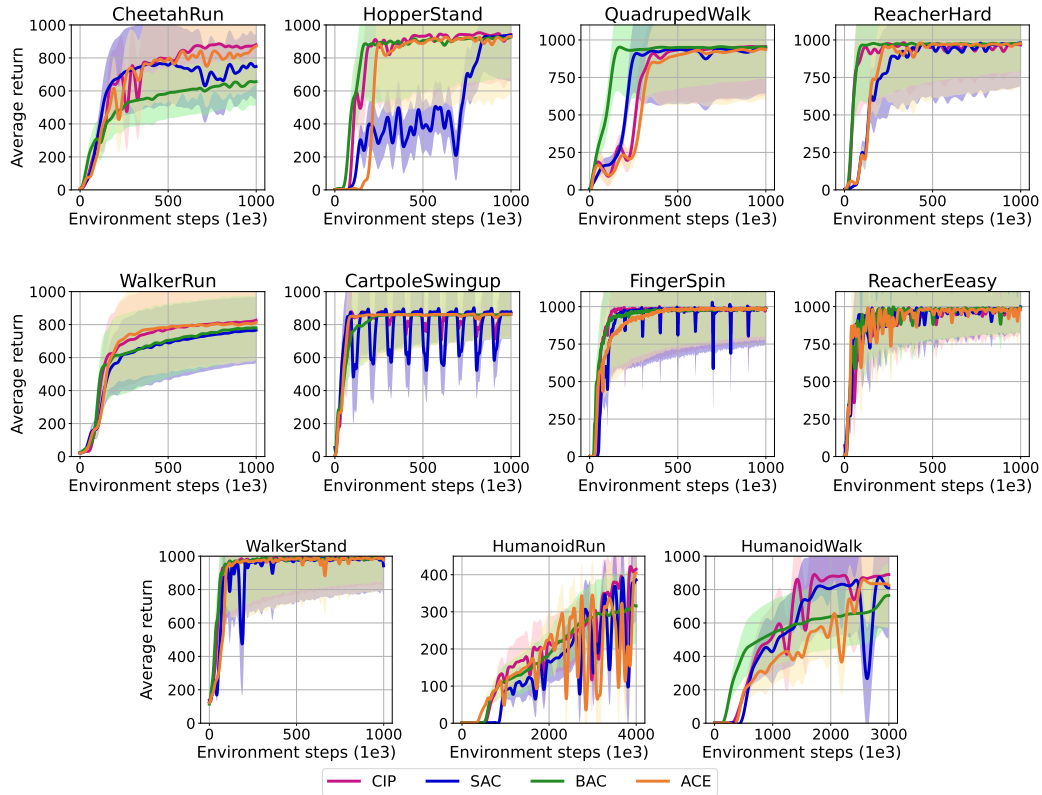 CheetahRun HopperStand QuadrupedWalk ReacherHard
1000 1000 1000 1000
800 800 750 750
600 600 500 500
400 400 250 250
200 200
0 0 0 0
0 500 1000 0 500 1000 0 500 1000 0 500 1000
Average return
Environment steps (1e3) Environment steps (1e3) Environment steps (1e3) Environment steps (1e3)
WalkerRun CartpoleSwingup FingerSpin ReacherEeasy
1000 1000 1000 1000
800 800 750 750
600 600 500 500
400 400 250 250
200 200
0 0 0 0
0 500 1000 0 500 1000 0 500 1000 0 500 1000
Average return
Environment steps (1e3) Environment steps (1e3) Environment steps (1e3) Environment steps (1e3)
WalkerStand HumanoidRun HumanoidWalk
1000 400 1000
800 300 800
600 200 600
400 100 400
200 200
0 0 0
0 500 1000 0 2000 4000 0 1000 2000 3000
Average return
Environment steps (1e3) Environment steps (1e3) Environment steps (1e3)
CIP SAC BAC ACE